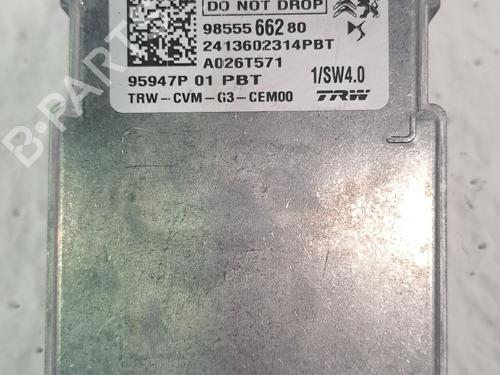 DO NOT DROP
98555 662 80
2413602314PBT
A026T571
95947P 01 PBT 1/SW4.0
TRW-CVM-G3-CEM00 TRW
B-PARTS